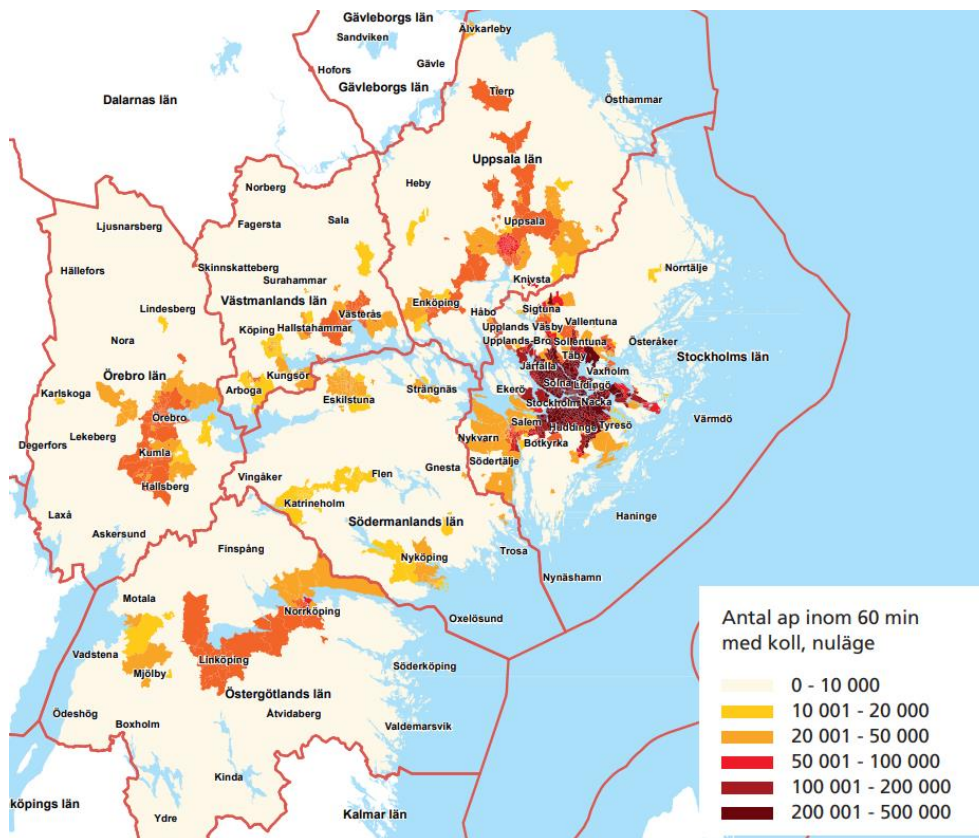 Gävleborgs län
Sandviken
Älvkarleby
Hofors
Gävle
Gävleborgs län
Dalarnas län
Tierp
Östhammar
Uppsala län
Heby
Norberg
Ljusnarsberg
Fagersta
Sala
Uppsala
Hällefors
Skinnskatteberg
Surahammar
Knivsta
Norrtälje
Västmanlands län
Enköping
Lindesberg
Västerås
Håbo
Sigtuna
Köping
Hallstahammar
Upplands Väsby
Vallentuna
Nora
Upplands-Bro
Sollentuna
Österåker
Täby
Stockholms län
Örebro län
Kungsör
Järfälla
Vaxholm
Karlskoga
Arboga
Strängnäs
Ekerö
Solna
Lidingö
Eskilstuna
Stockholm
Nacka
Värmdö
Örebro
Salem
Huddinge
Tyresö
Degerfors
Lekeberg
Nykvarn
Botkyrka
Kumla
Gnesta
Södertälje
Vingåker
Flen
Hallsberg
Katrineholm
Laxå
Södermanlands län
Haninge
Askersund
Finspång
Nyköping
Trosa
Nynäshamn
Motala
Norrköping
Oxelösund
Vadstena
Linköping
Söderköping
Mjölby
Östergötlands län
Ödeshög
Åtvidaberg
Boxholm
Valdemarsvik
Kinda
köpings län
Ydre
Kalmar län
Antal ap inom 60 min
med koll, nuläge
0 - 10 000
10 001 - 20 000
20 001 - 50 000
50 001 - 100 000
100 001 - 200 000
200 001 - 500 000